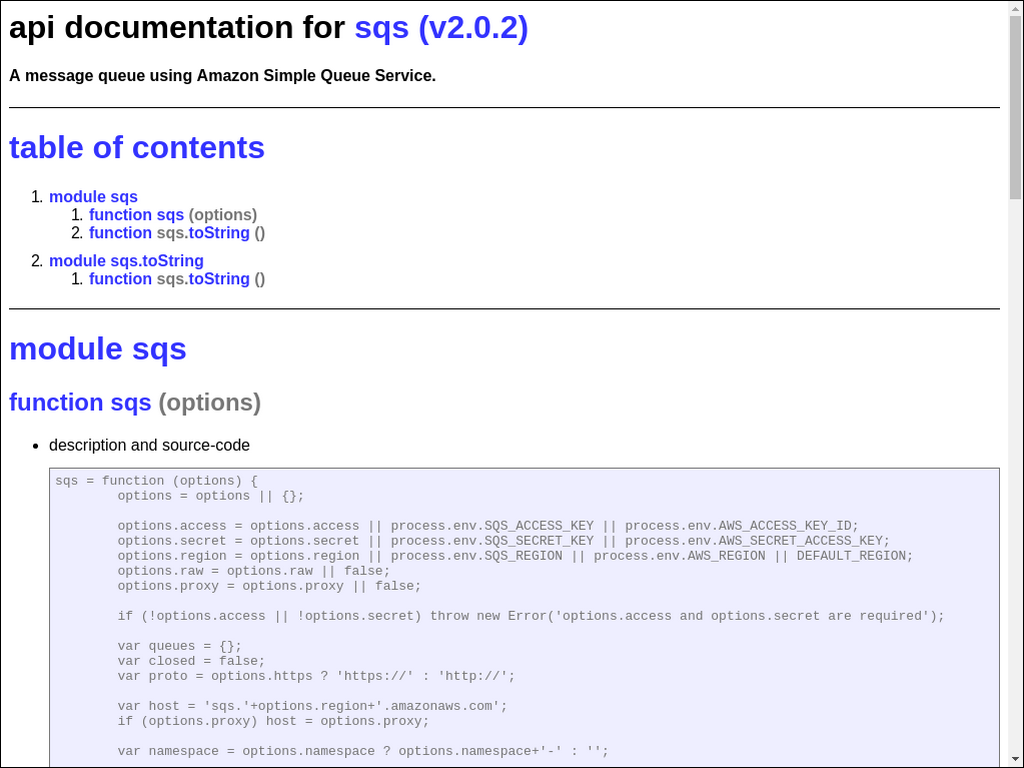 api documentation for sqs (v2.0.2)
A message queue using Amazon Simple Queue Service.
table of contents
1. module sqs
1. function sqs (options)
2. function sqs.toString ()
2. module sqs.toString
1. function sqs.toString ()
module sqs
function sqs (options)
• description and source-code
sqs = function (options) {
        options = options || {};
        options.access = options.access || process.env.SQS_ACCESS_KEY || process.env.AWS_ACCESS_KEY_ID;
        options.secret = options.secret || process.env.SQS_SECRET_KEY || process.env.AWS_SECRET_ACCESS_KEY;
        options.region = options.region || process.env.SQS_REGION || process.env.AWS_REGION || DEFAULT_REGION;
        options.raw = options.raw || false;
        options.proxy = options.proxy || false;
        if (!options.access || !options.secret) throw new Error('options.access and options.secret are required');
        var queues = {};
        var closed = false;
        var proto = options.https ? 'https://' : 'http://';
        var host = 'sqs.'+options.region+'.amazonaws.com';
        if (options.proxy) host = options.proxy;
        var namespace = options.namespace ? options.namespace+'-' : '';